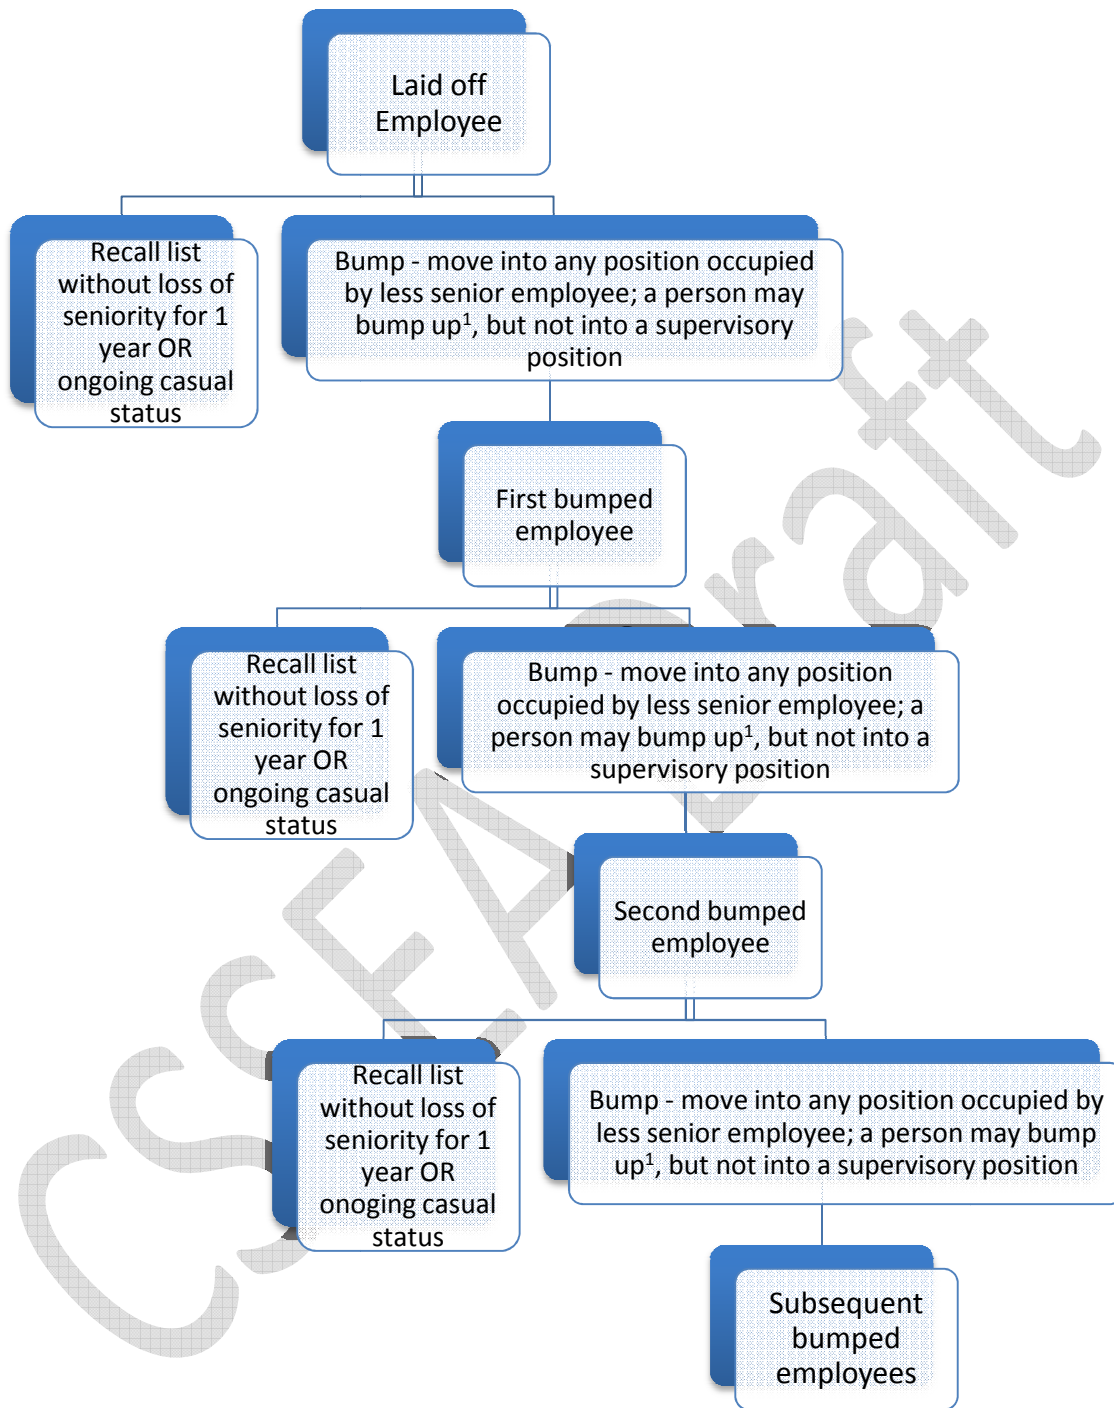 Laid off
Employee
Recall list
without loss of
seniority for 1
year OR
ongoing casual
status
Bump - move into any position occupied
by less senior employee; a person may
bump up¹, but not into a supervisory
position
First bumped
employee
Recall list
without loss of
seniority for 1
year OR
ongoing casual
status
Bump - move into any position
occupied by less senior employee; a
person may bump up¹, but not into a
supervisory position
Second bumped
employee
Recall list
without loss of
seniority for 1
year OR
onoging casual
status
Bump - move into any position occupied by
less senior employee; a person may bump
up¹, but not into a supervisory position
Subsequent
bumped
employees
CSSEA Draft